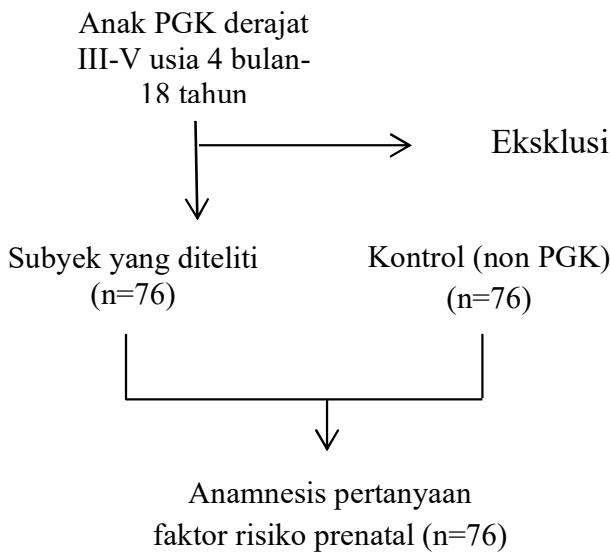 Anak PGK derajat
III-V usia 4 bulan-
18 tahun
Eksklusi
Subyek yang diteliti
(n=76)
Kontrol (non PGK)
(n=76)
Anamnesis pertanyaan
faktor risiko prenatal (n=76)